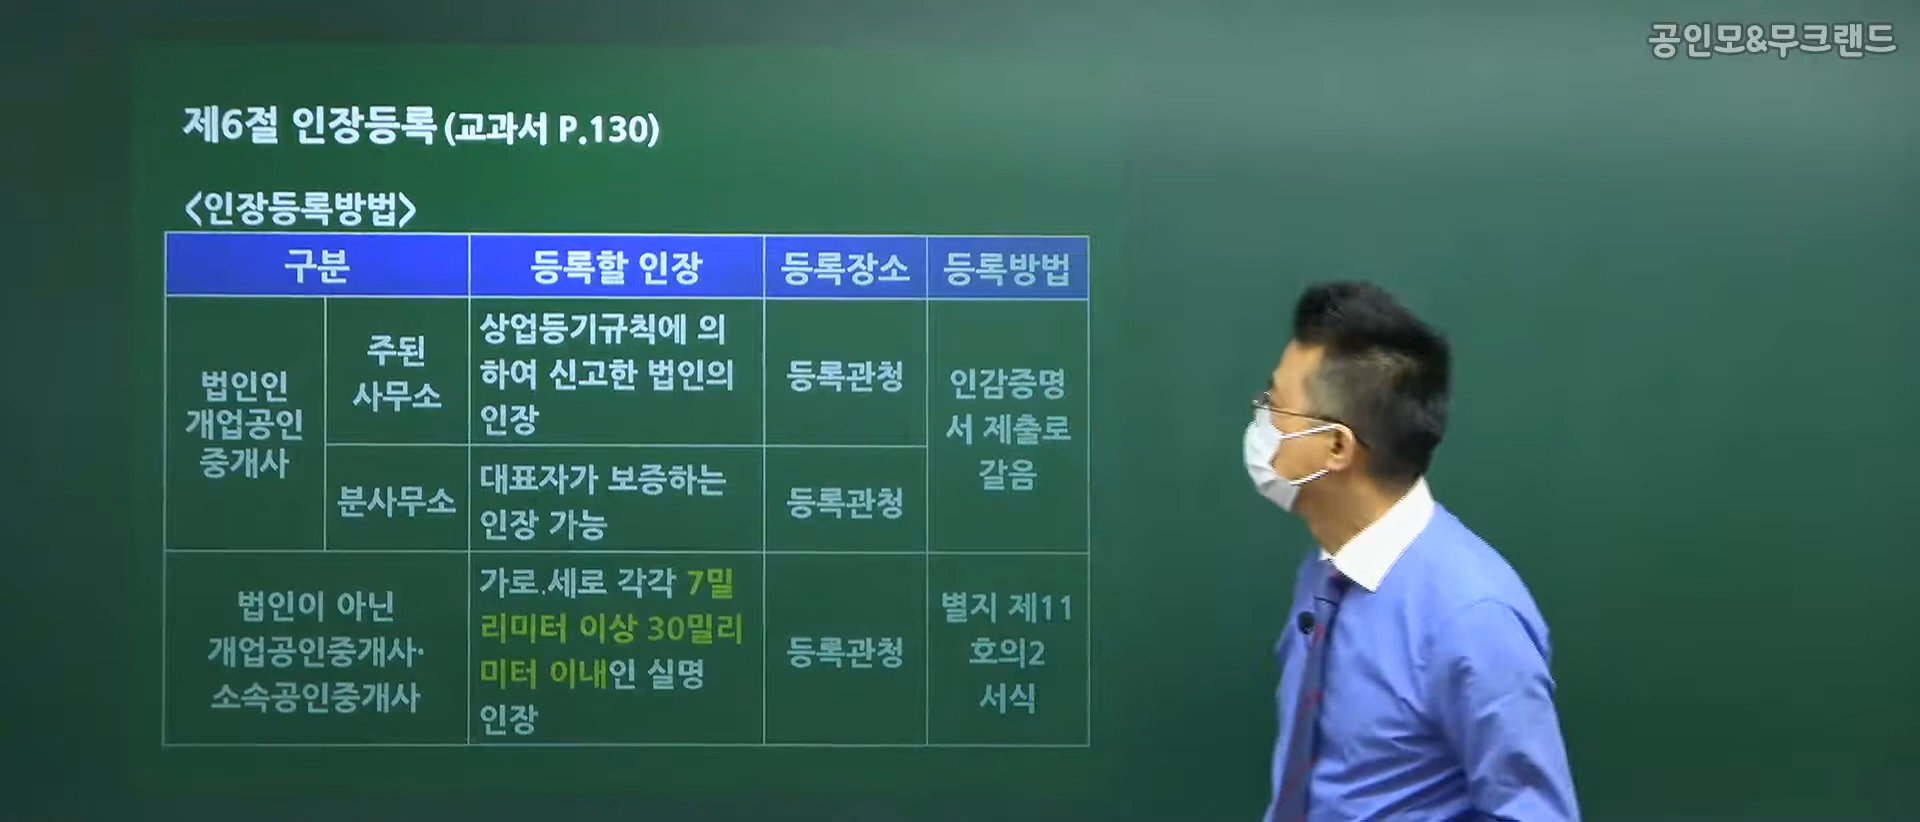 공인모&무크랜드
제6절 인장등록 (교과서 P.130)
<인장등록방법>
구분
등록할 인장
등록장소
등록방법
법인인
개업공인
중개사
주된
사무소
상업등기규칙에 의
하여 신고한 법인의
인장
등록관청
인감증명
서 제출로
갈음
분사무소
대표자가 보증하는
인장 가능
등록관청
법인이 아닌
개업공인중개사·
소속공인중개사
가로.세로 각각 7밀
리미터 이상 30밀리
미터 이내인 실명
인장
등록관청
별지 제11
호의2
서식